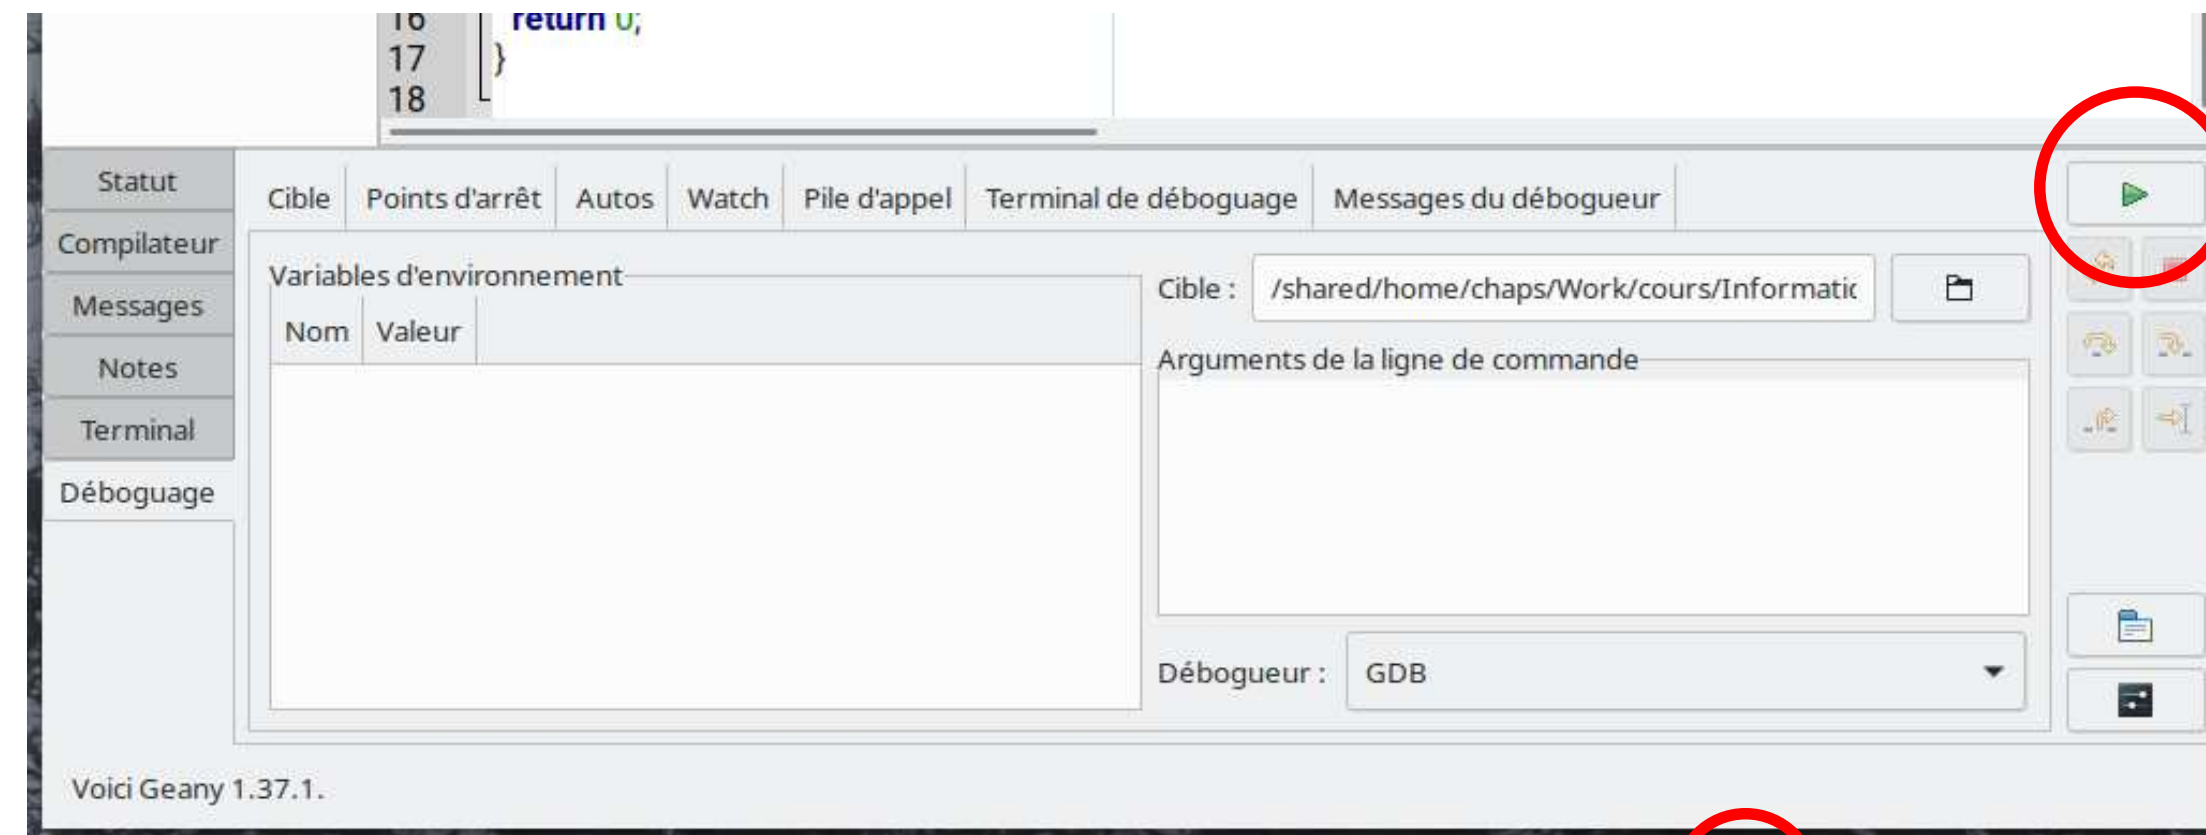 16 return 0;
17 }
18
Statut
Compilateur
Messages
Notes
Terminal
Déboguage
Cible Points d'arrêt Autos Watch Pile d'appel Terminal de déboguage Messages du débogueur
Variables d'environnement
Nom Valeur
Cible : /shared/home/chaps/Work/cours/Informatic
Arguments de la ligne de commande
Débogueur : GDB
Voici Geany 1.37.1.